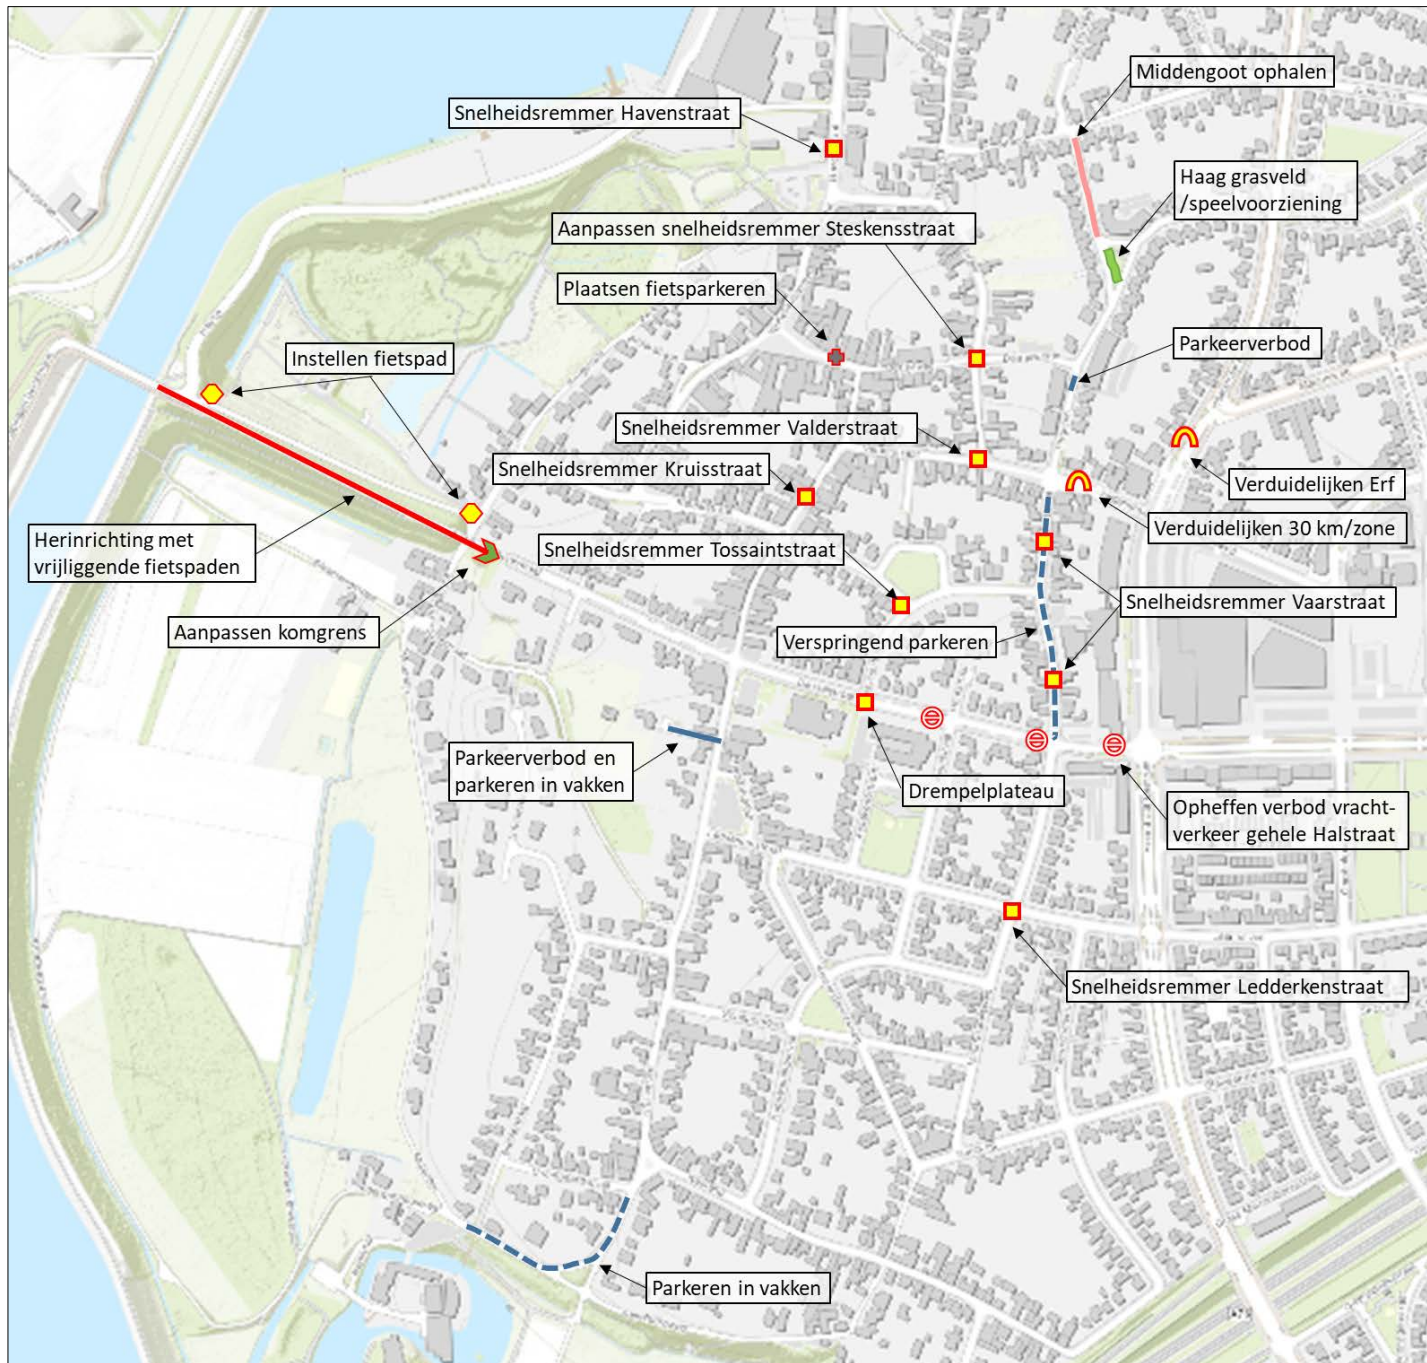 Middengoot ophalen
Snelheidsremmer Havenstraat
Haag grasveld
/speelvoorziening
Aanpassen snelheidsremmer Steskensstraat
Plaatsen fietsparkeren
Instellen fietspad
Parkeerverbod
Snelheidsremmer Valderstraat
Snelheidsremmer Kruisstraat
Verduidelijken Erf
Verduidelijken 30 km/zone
Herinrichting met
vrijliggende fietspaden
Snelheidsremmer Tossaintstraat
Snelheidsremmer Vaarstraat
Aanpassen komgrens
Verspringend parkeren
Parkeerverbod en
parkeren in vakken
Drempelplateau
Opheffen verbod vracht-
verkeer gehele Halstraat
Snelheidsremmer Ledderkenstraat
Parkeren in vakken